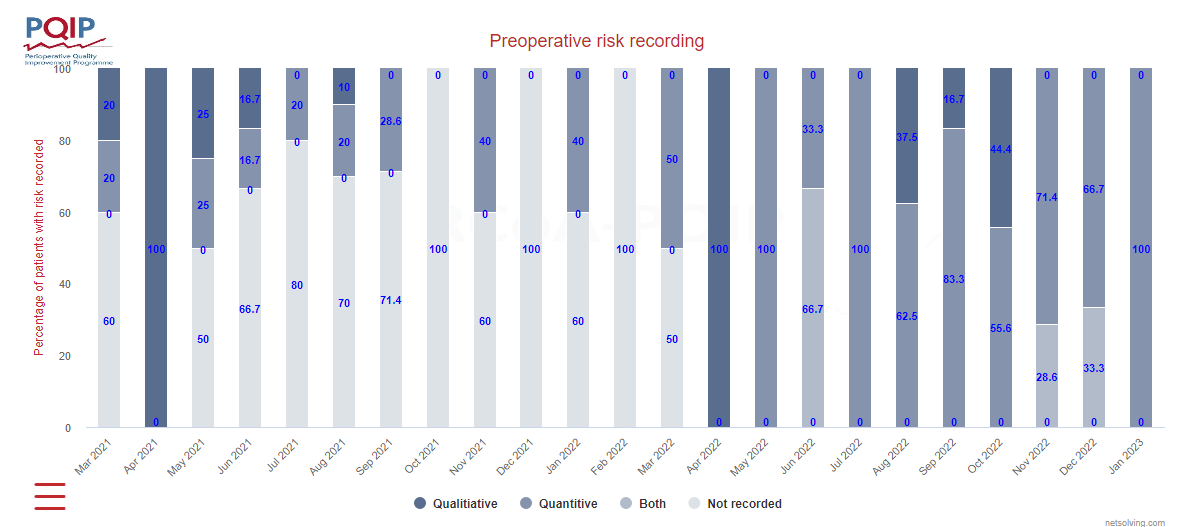 PQIP
Perioperative Quality
Improvement Programme
Preoperative risk recording
Percentage of patients with risk recorded
100
80
60
40
20
0
20
20
0
60
100
0
25
25
0
50
16.7
16.7
0
66.7
0
20
0
80
10
20
0
70
0
28.6
0
71.4
0
100
0
40
0
60
0
100
0
40
0
60
0
100
0
50
0
50
100
0
0
100
0
0
33.3
66.7
0
0
100
0
37.5
62.5
0
16.7
83.3
0
44.4
55.6
0
0
71.4
28.6
0
0
66.7
33.3
0
0
100
0
Mar 2021
Apr 2021
May 2021
Jun 2021
Jul 2021
Aug 2021
Sep 2021
Oct 2021
Nov 2021
Dec 2021
Jan 2022
Feb 2022
Mar 2022
Apr 2022
May 2022
Jun 2022
Jul 2022
Aug 2022
Sep 2022
Oct 2022
Nov 2022
Dec 2022
Jan 2023
Qualitiative Quantitive Both Not recorded
netsolving.com